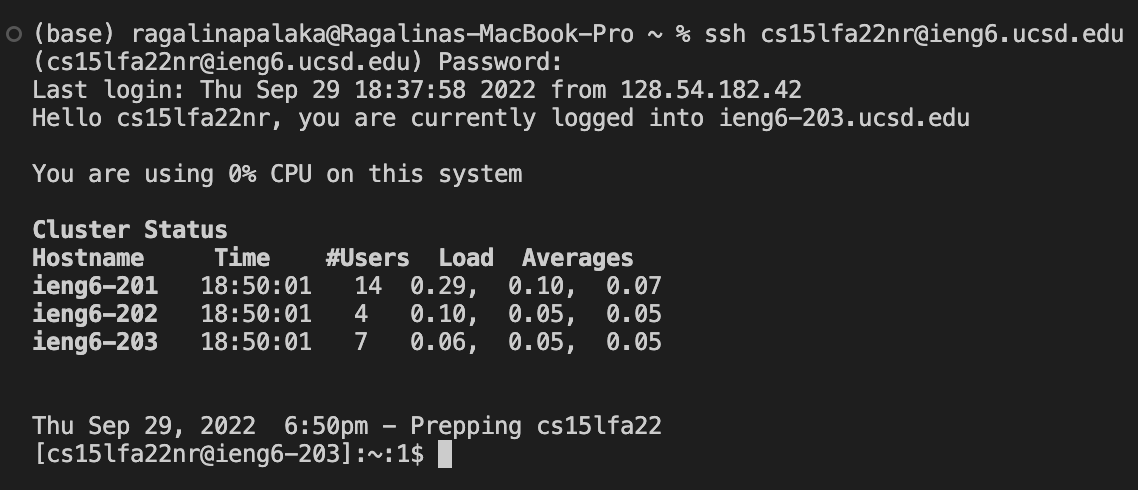 (base) ragalinapalaka@Ragalinas-MacBook-Pro ~ % ssh cs15lfa22nr@ieng6.ucsd.edu
(cs15lfa22nr@ieng6.ucsd.edu) Password:
Last login: Thu Sep 29 18:37:58 2022 from 128.54.182.42
Hello cs15lfa22nr, you are currently logged into ieng6-203.ucsd.edu
You are using 0% CPU on this system
Cluster Status
Hostname     Time    #Users  Load  Averages
ieng6-201   18:50:01   14  0.29,  0.10,  0.07
ieng6-202   18:50:01   4   0.10,  0.05,  0.05
ieng6-203   18:50:01   7   0.06,  0.05,  0.05
Thu Sep 29, 2022  6:50pm - Prepping cs15lfa22
[cs15lfa22nr@ieng6-203]:~:1$